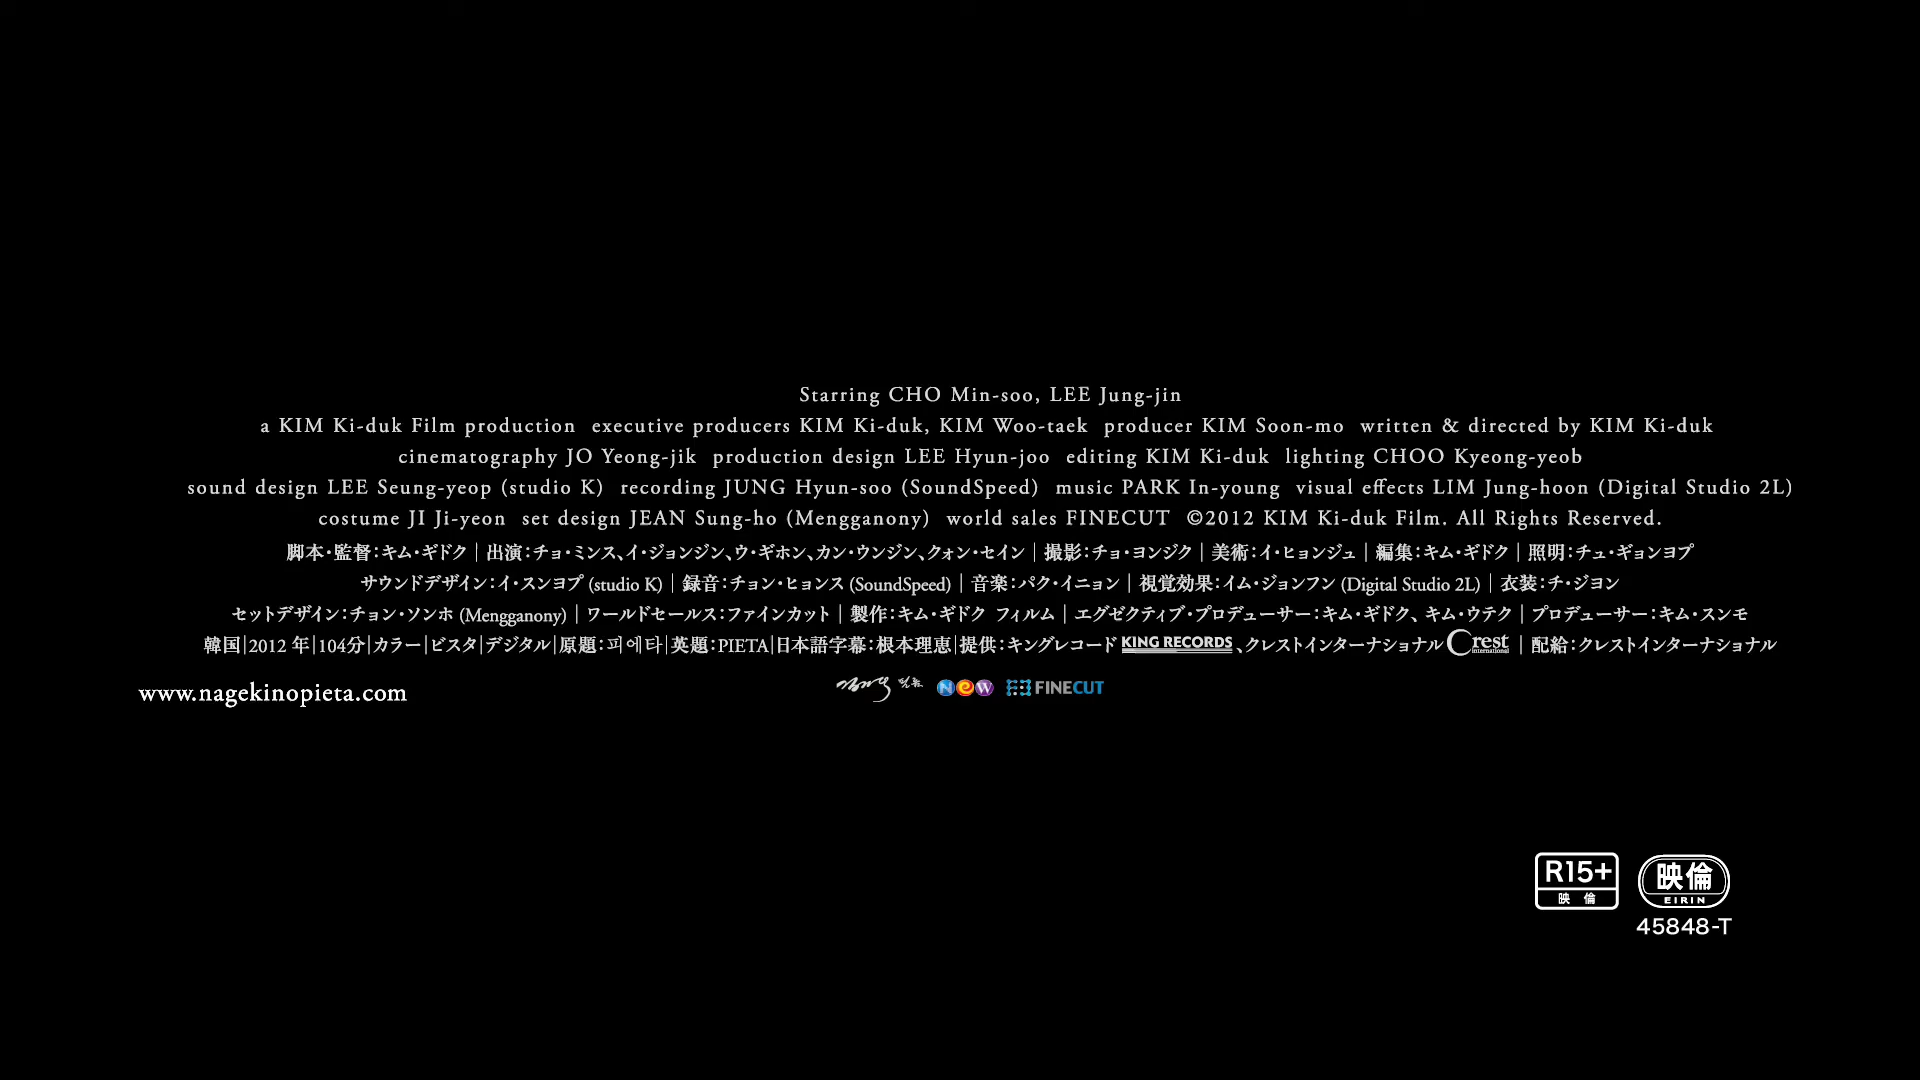 Starring CHO Min-soo, LEE Jung-jin
a KIM Ki-duk Film production executive producers KIM Ki-duk, KIM Woo-taek producer KIM Soon-mo written & directed by KIM Ki-duk
cinematography JO Yeong-jik production design LEE Hyun-joo editing KIM Ki-duk lighting CHOO Kyeong-yeob
sound design LEE Seung-yeop (studio K) recording JUNG Hyun-soo (SoundSpeed) music PARK In-young visual effects LIM Jung-hoon (Digital Studio 2L)
costume JI Ji-yeon set design JEAN Sung-ho (Mengganony) world sales FINECUT ©2012 KIM Ki-duk Film. All Rights Reserved.
脚本・監督：キム・ギドク｜出演：チョ・ミンス、イ・ジョンジン、ウ・ギホン、カン・ウンジン、クォン・セイン｜撮影：チョ・ヨンジク｜美術：イ・ヒョンジュ｜編集：キム・ギドク｜照明：チュ・ギョンヨプ
サウンドデザイン：イ・スンヨプ (studio K)｜録音：チョン・ヒョンス (SoundSpeed)｜音楽：パク・イニョン｜視覚効果：イム・ジョンフン (Digital Studio 2L)｜衣装：チ・ジヨン
セットデザイン：チョン・ソンホ (Mengganony)｜ワールドセールス：ファインカット｜製作：キム・ギドク フィルム｜エグゼクティブ・プロデューサー：キム・ギドク、キム・ウテク｜プロデューサー：キム・スンモ
韓国|2012 年|104分|カラー|ビスタ|デジタル|原題：피에타|英題：PIETA|日本語字幕：根本理恵|提供：キングレコード KING RECORDS、クレストインターナショナル Crest international｜配給：クレストインターナショナル
www.nagekinopieta.com
NeW FINECUT
R15+
映倫
映倫
EIRIN
45848-T